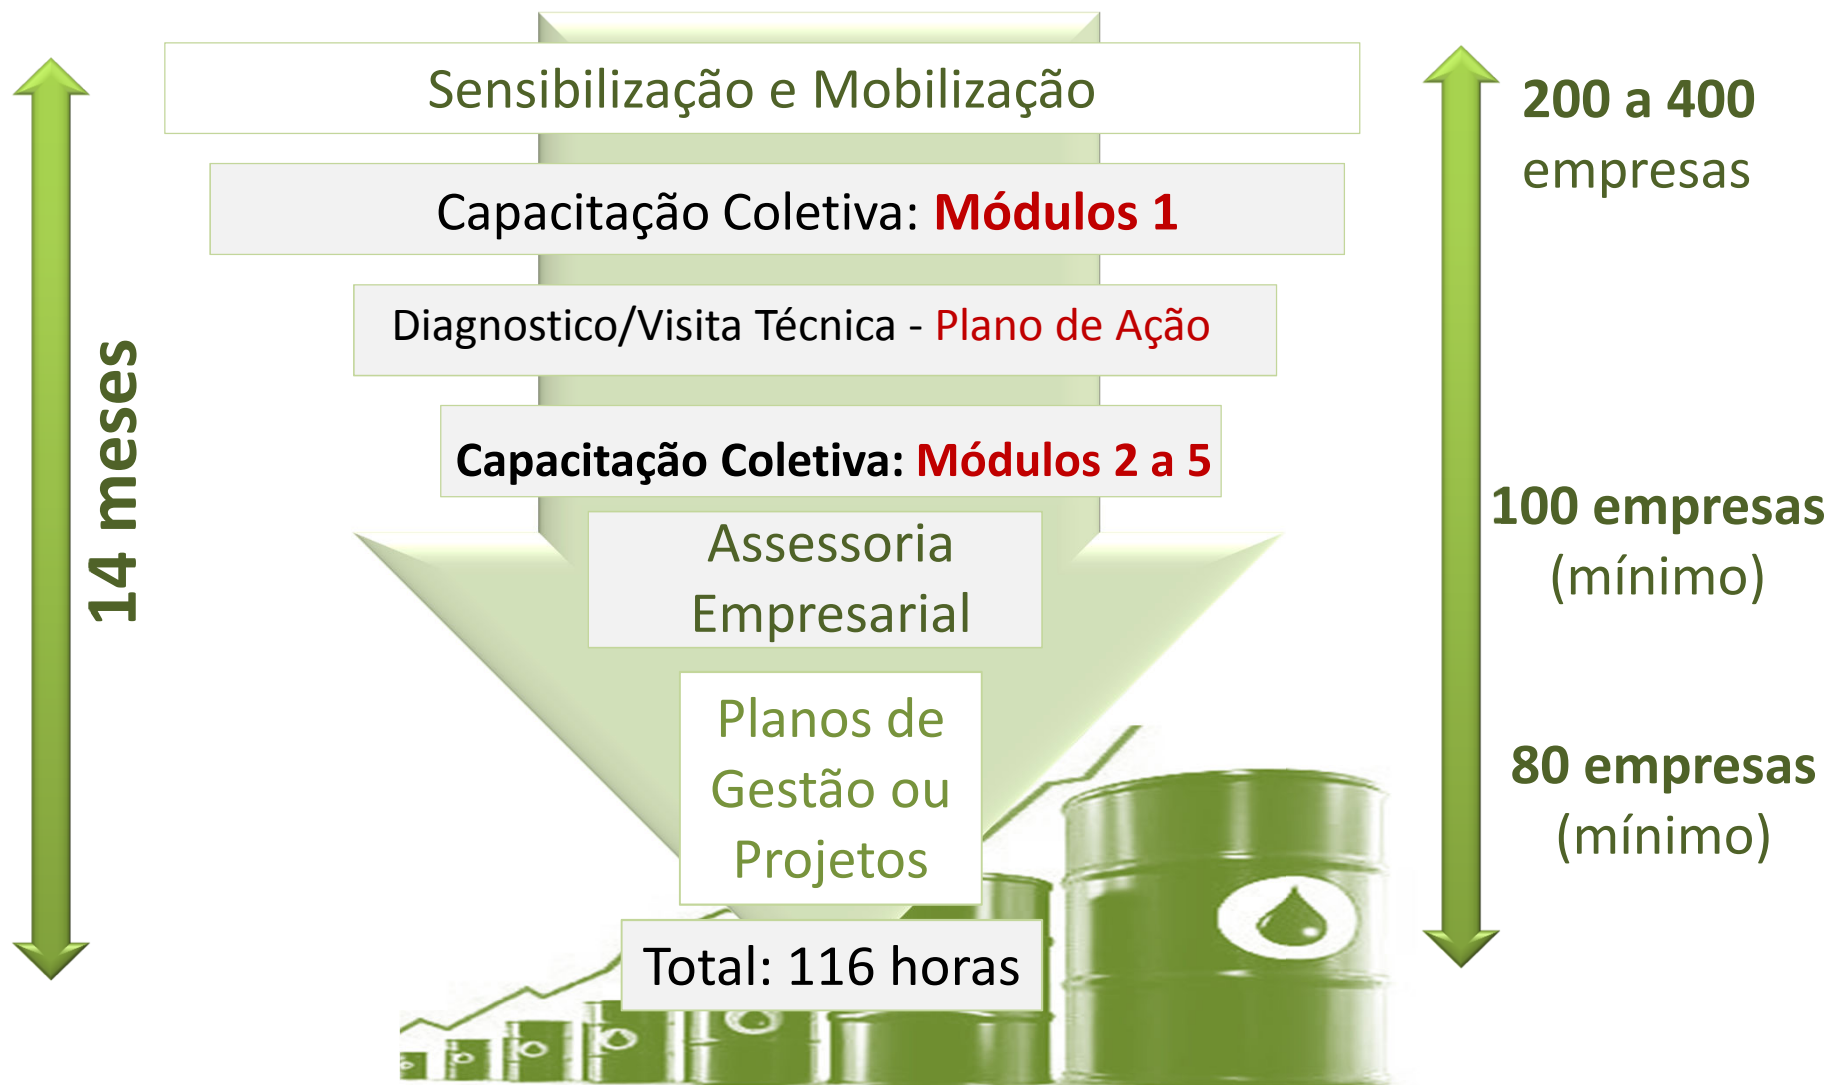 Sensibilização e Mobilização
Capacitação Coletiva: Módulos 1
Diagnostico/Visita Técnica - Plano de Ação
Capacitação Coletiva: Módulos 2 a 5
Assessoria
Empresarial
Planos de
Gestão ou
Projetos
Total: 116 horas
14 meses
200 a 400
empresas
100 empresas
(mínimo)
80 empresas
(mínimo)